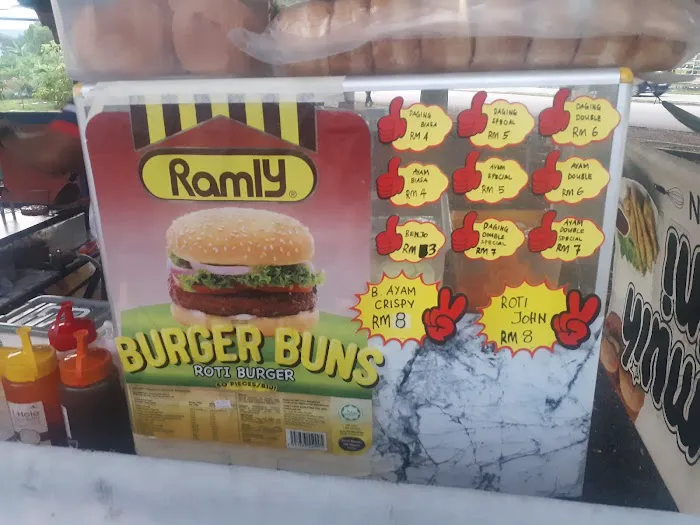 Ramly®
BURGER BUNS
ROTI BURGER
DAGING
BIASA
RM 4
DAGING
SPECIAL
RM 5
DAGING
DOUBLE
RM 6
AYAM
BIASA
RM 4
AYAM
SPECIAL
RM 5
AYAM
DOUBLE
RM 6
BENJO
RM 3
DAGING
DOUBLE
SPECIAL
RM 7
AYAM
DOUBLE
SPECIAL
RM 7
B. AYAM
CRISPY
RM 8
ROTI
JOHN
RM 8